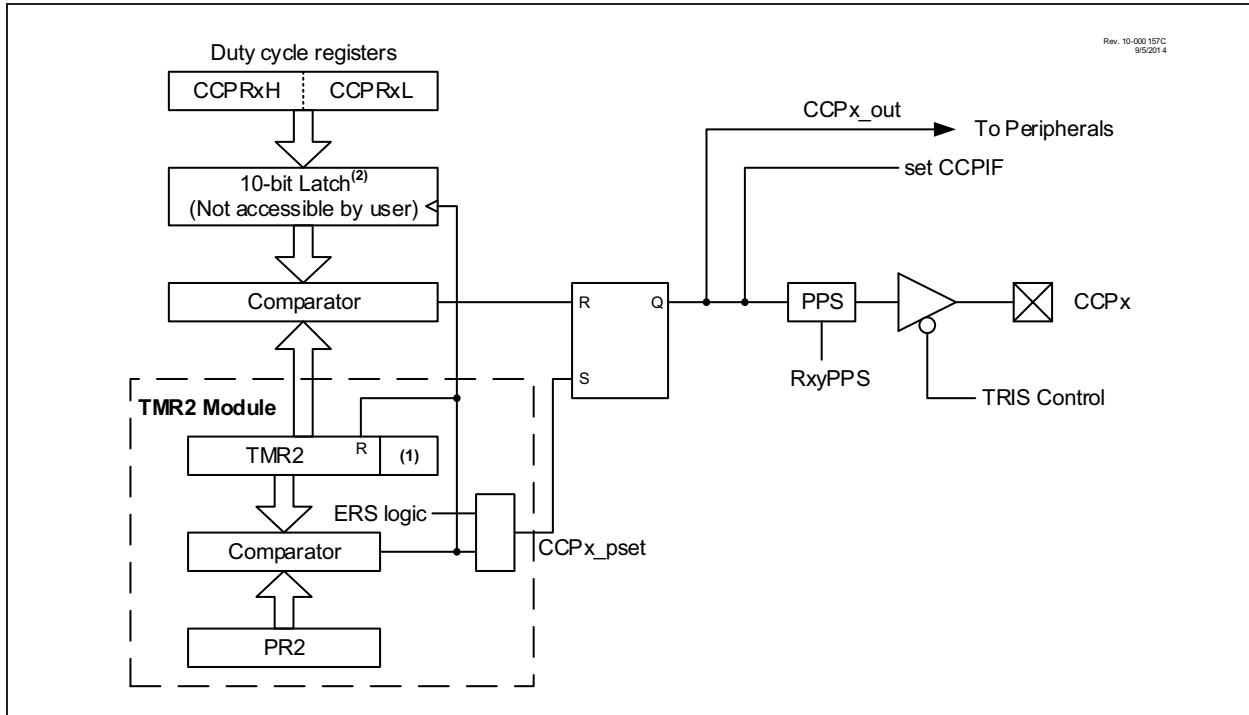 Rev. 10-000 157C
9/5/201 4
Duty cycle registers
CCPRxH CCPRxL
CCPx_out
To Peripherals
set CCPIF
10-bit Latch(2)
(Not accessible by user)
Comparator
R Q
PPS
CCPx
S
RxyPPS
TRIS Control
TMR2 Module
TMR2 R (1)
ERS logic
Comparator
CCPx_pset
PR2